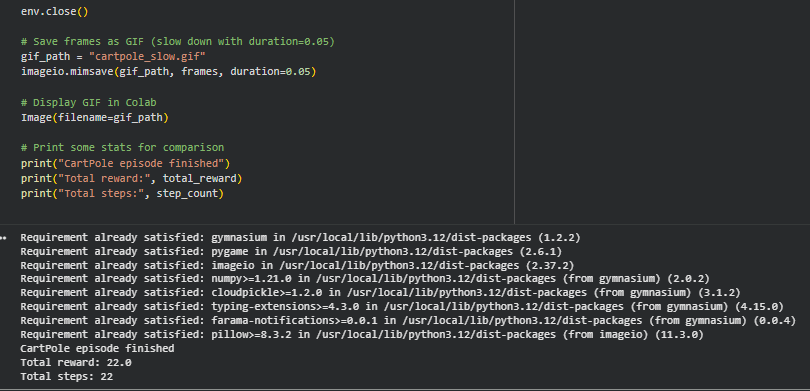 env.close()
# Save frames as GIF (slow down with duration=0.05)
gif_path = "cartpole_slow.gif"
imageio.mimsave(gif_path, frames, duration=0.05)
# Display GIF in Colab
Image(filename=gif_path)
# Print some stats for comparison
print("CartPole episode finished")
print("Total reward:", total_reward)
print("Total steps:", step_count)
Requirement already satisfied: gymnasium in /usr/local/lib/python3.12/dist-packages (1.2.2)
Requirement already satisfied: pygame in /usr/local/lib/python3.12/dist-packages (2.6.1)
Requirement already satisfied: imageio in /usr/local/lib/python3.12/dist-packages (2.37.2)
Requirement already satisfied: numpy>=1.21.0 in /usr/local/lib/python3.12/dist-packages (from gymnasium) (2.0.2)
Requirement already satisfied: cloudpickle>=1.2.0 in /usr/local/lib/python3.12/dist-packages (from gymnasium) (3.1.2)
Requirement already satisfied: typing-extensions>=4.3.0 in /usr/local/lib/python3.12/dist-packages (from gymnasium) (4.15.0)
Requirement already satisfied: farama-notifications>=0.0.1 in /usr/local/lib/python3.12/dist-packages (from gymnasium) (0.0.4)
Requirement already satisfied: pillow>=8.3.2 in /usr/local/lib/python3.12/dist-packages (from imageio) (11.3.0)
CartPole episode finished
Total reward: 22.0
Total steps: 22